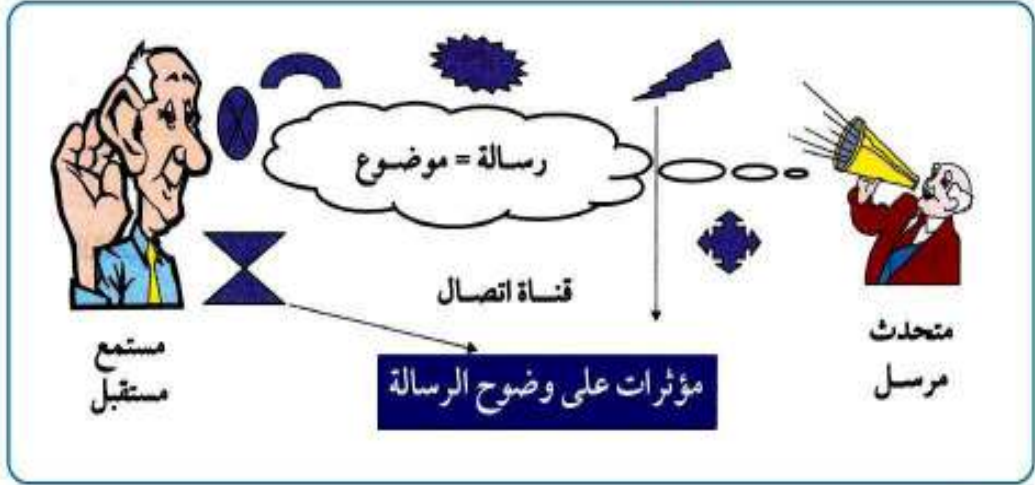 رسالة = موضوع
قناة اتصال
متحدث
مرسل
مستمع
مستقبل
مؤثرات على وضوح الرسالة